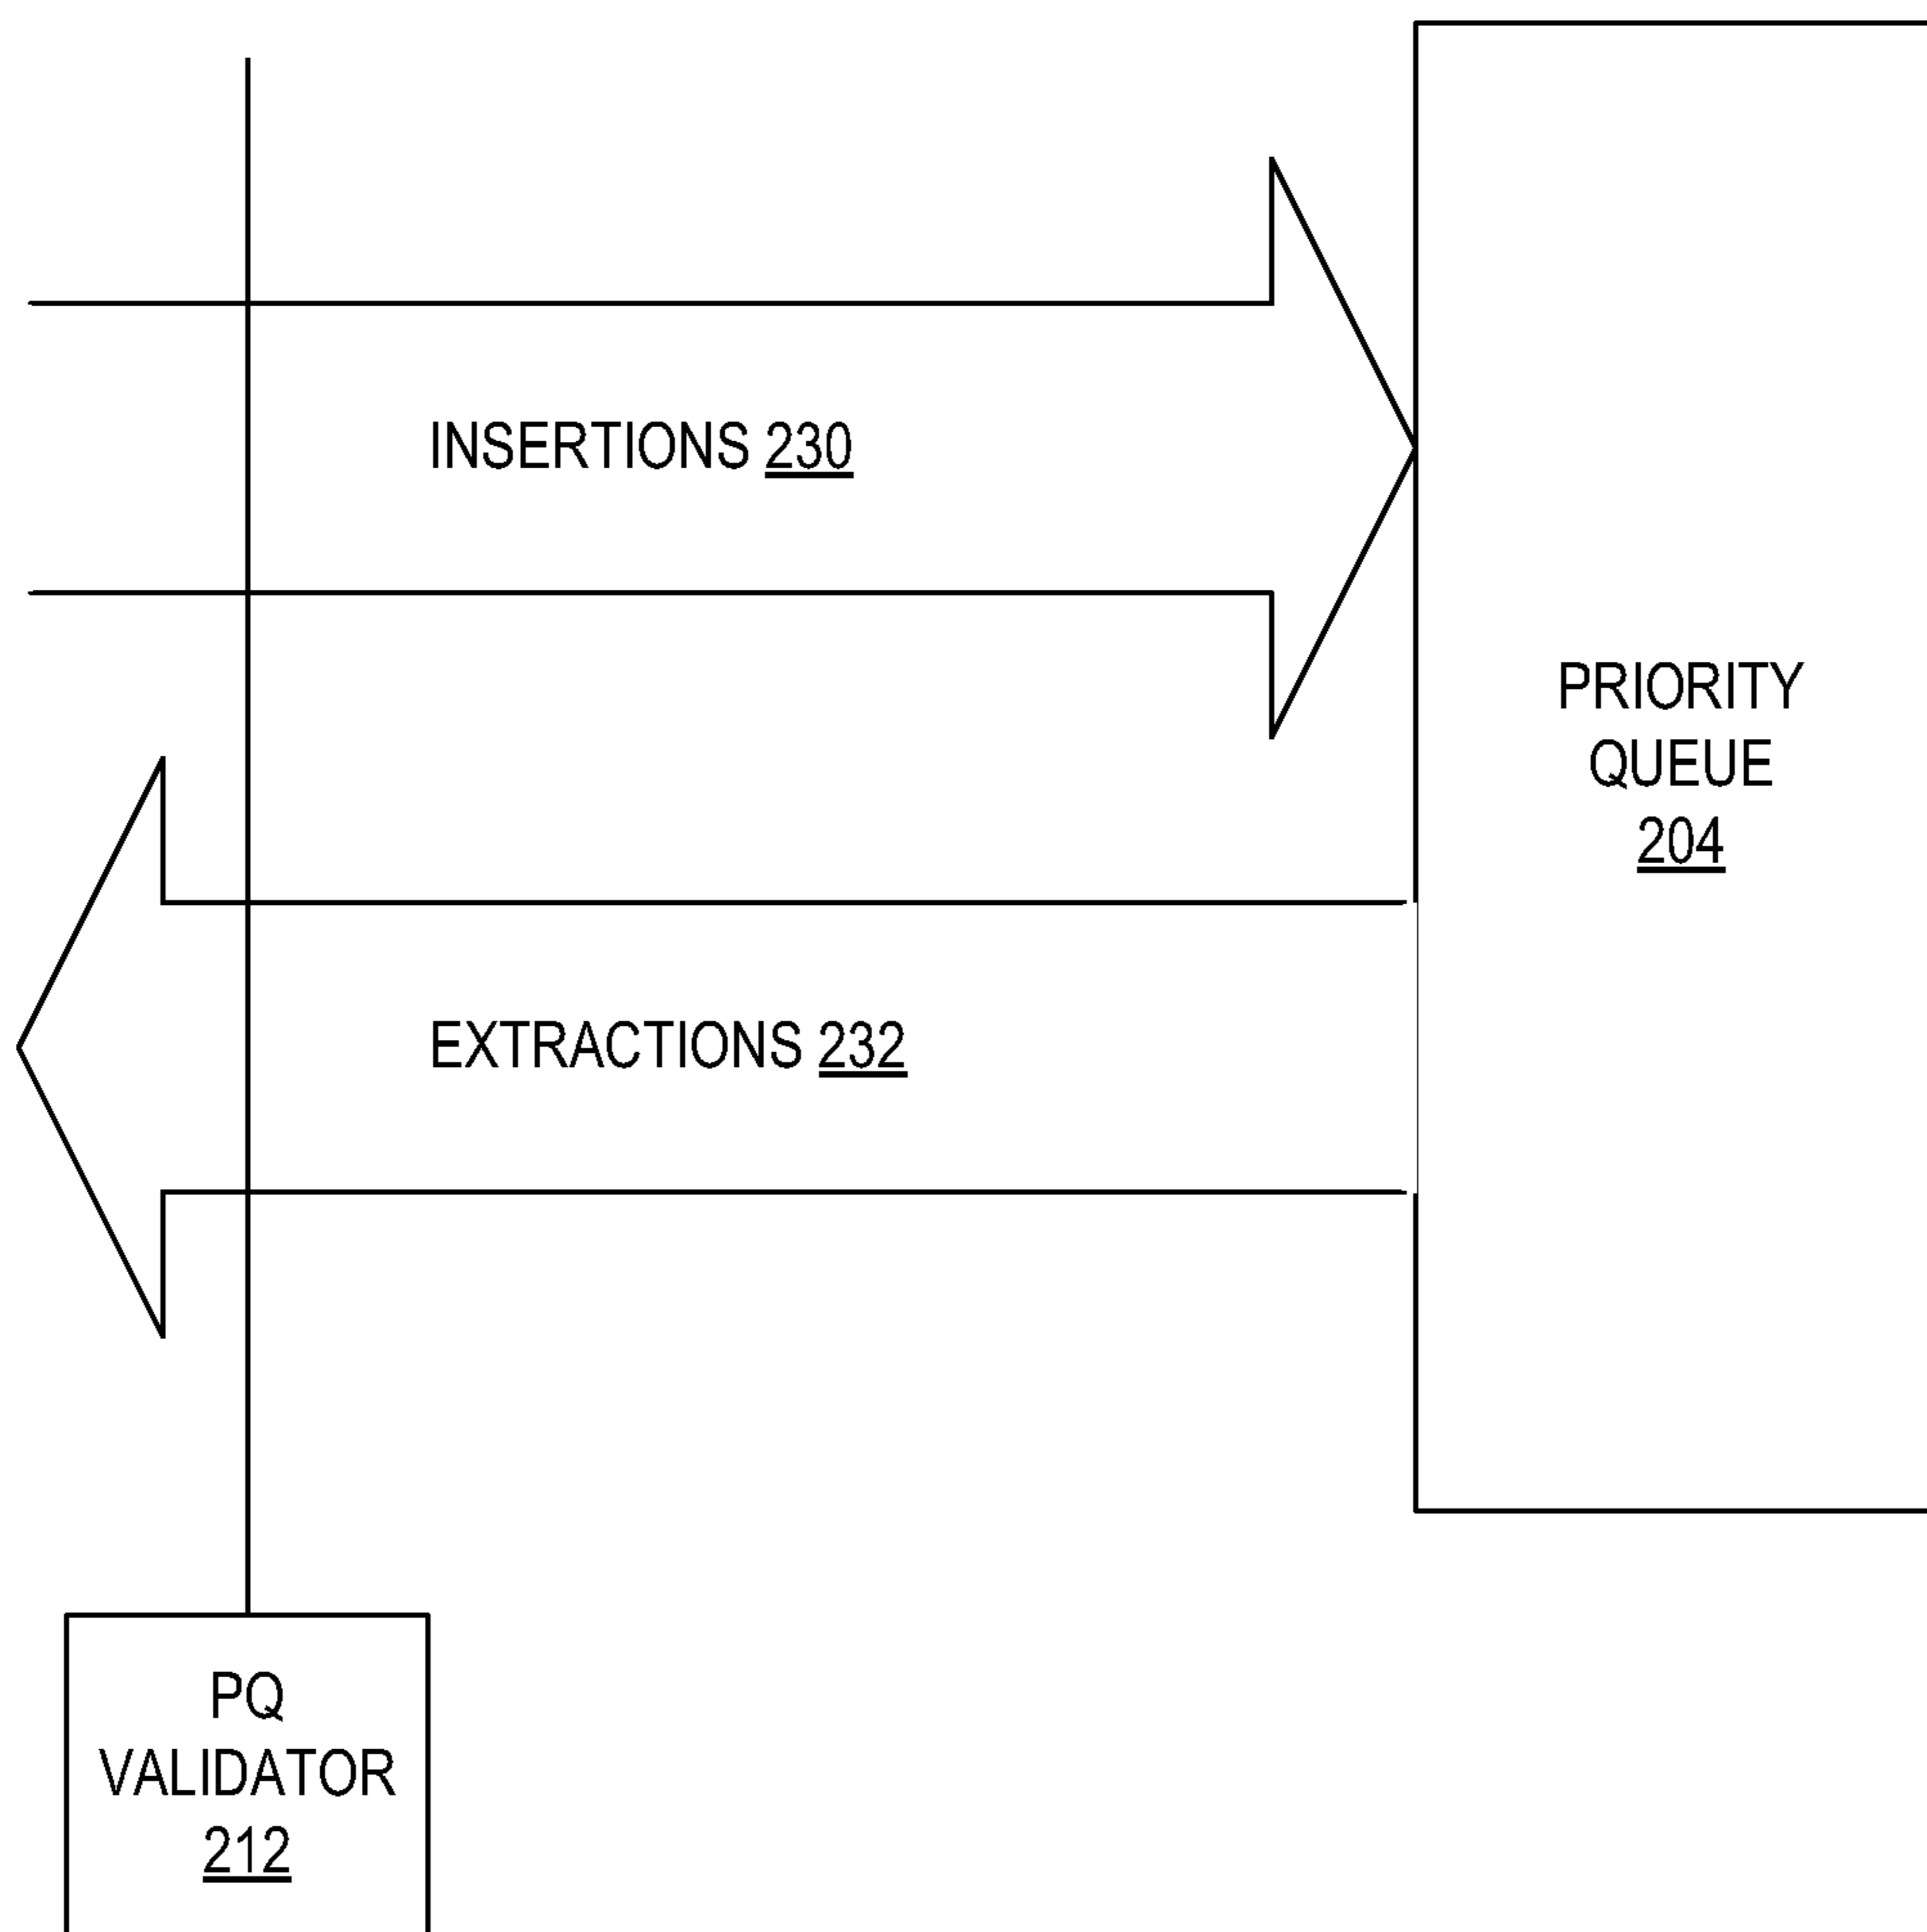 INSERTIONS 230
PRIORITY
QUEUE
204
EXTRACTIONS 232
PQ
VALIDATOR
212